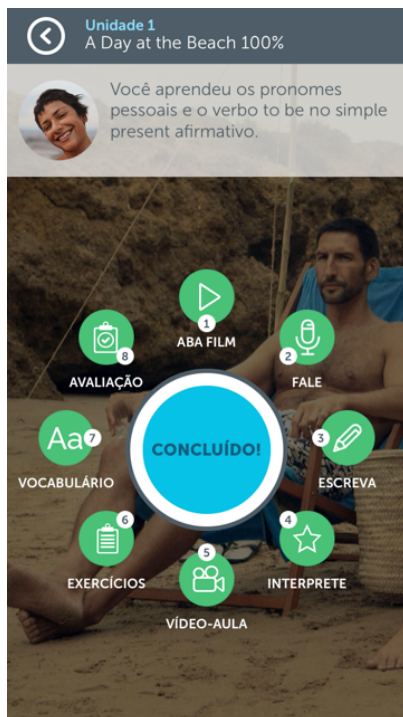 Unidade 1
A Day at the Beach 100%
Você aprendeu os pronomes
pessoais e o verbo to be no simple
present afirmativo.
1
ABA FILM
2
FALE
3
ESCREVA
4
INTERPRETE
5
VÍDEO-AULA
6
EXERCÍCIOS
Aa 7
VOCABULÁRIO
8
AVALIAÇÃO
CONCLUÍDO!